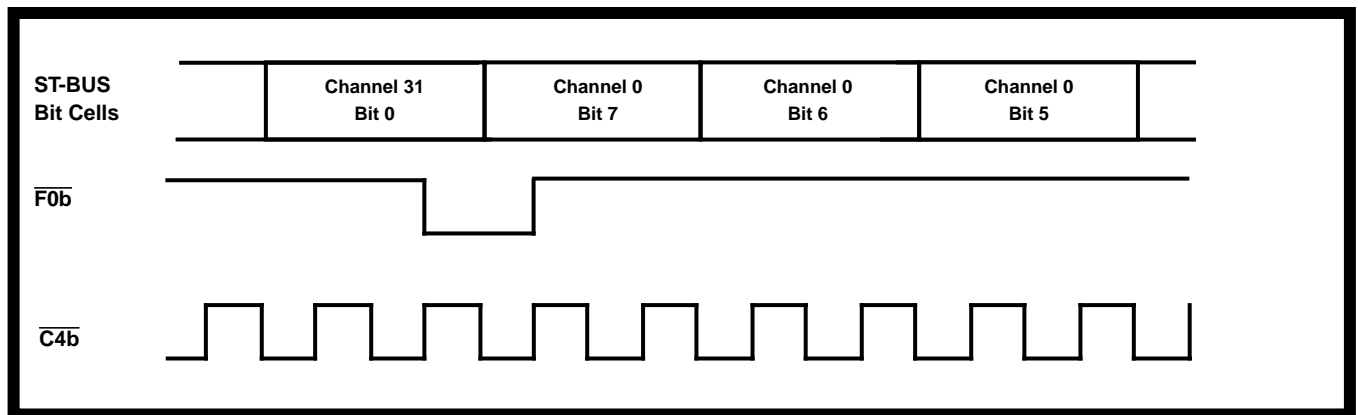 ST-BUS
Bit Cells
Channel 31
Bit 0
Channel 0
Bit 7
Channel 0
Bit 6
Channel 0
Bit 5
F0b
C4b